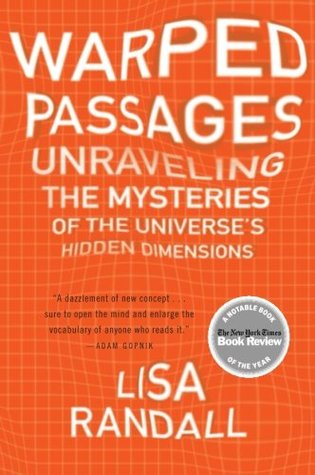 WARPED
PASSAGES
UNRAVELING
THE MYSTERIES
OF THE UNIVERSE'S
HIDDEN DIMENSIONS
"A dazzlement of new concept . . .
sure to open the mind and enlarge the
vocabulary of anyone who reads it."
—ADAM GOPNIK
A NOTABLE BOOK
The New York Times
Book Review
OF THE YEAR
LISA
RANDALL